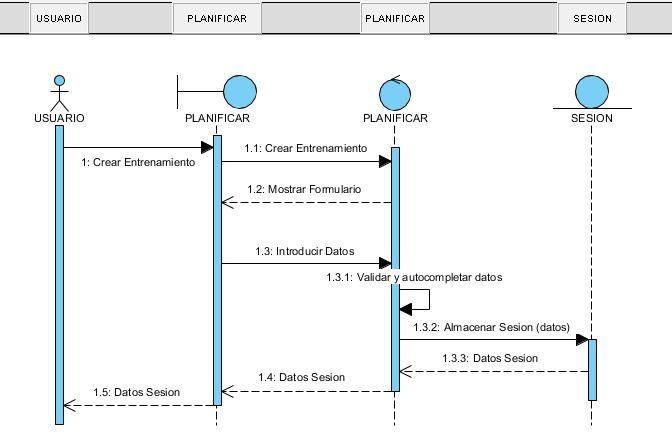 USUARIO
PLANIFICAR
PLANIFICAR
SESION
USUARIO
PLANIFICAR
PLANIFICAR
SESION
1: Crear Entrenamiento
1.1: Crear Entrenamiento
1.2: Mostrar Formulario
1.3: Introducir Datos
1.3.1: Validar y autocompletar datos
1.3.2: Almacenar Sesion (datos)
1.3.3: Datos Sesion
1.4: Datos Sesion
1.5: Datos Sesion